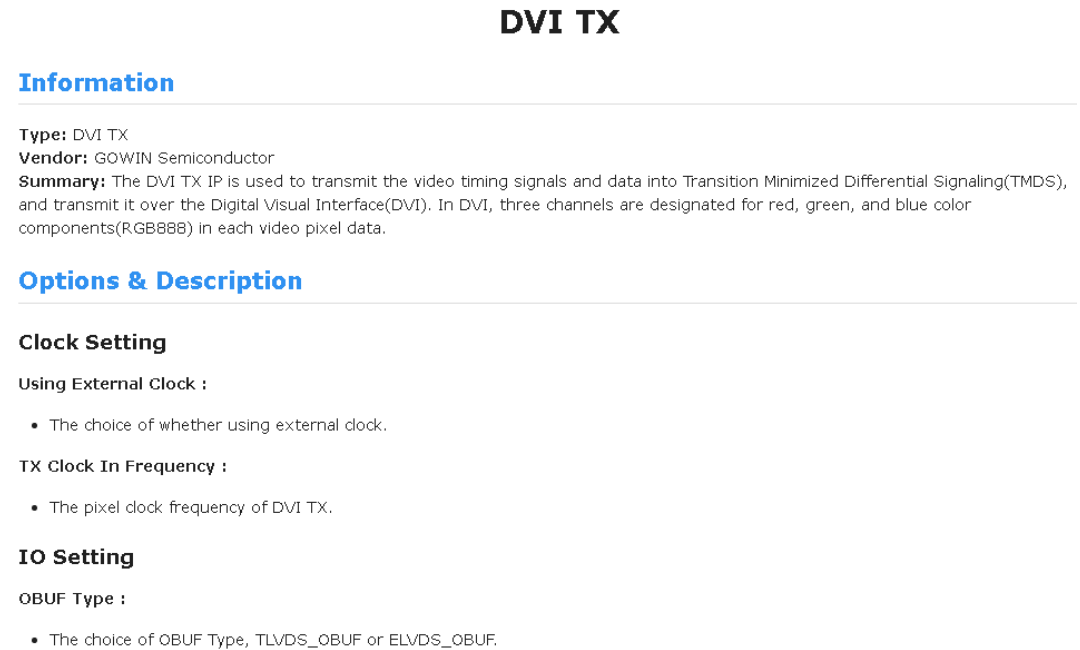 DVI TX
Information
Type: DVI TX
Vendor: GOWIN Semiconductor
Summary: The DVI TX IP is used to transmit the video timing signals and data into Transition Minimized Differential Signaling(TMDS),
and transmit it over the Digital Visual Interface(DVI). In DVI, three channels are designated for red, green, and blue color
components(RGB888) in each video pixel data.
Options & Description
Clock Setting
Using External Clock :
• The choice of whether using external clock.
TX Clock In Frequency :
• The pixel clock frequency of DVI TX.
IO Setting
OBUF Type :
• The choice of OBUF Type, TLVDS_OBUF or ELVDS_OBUF.